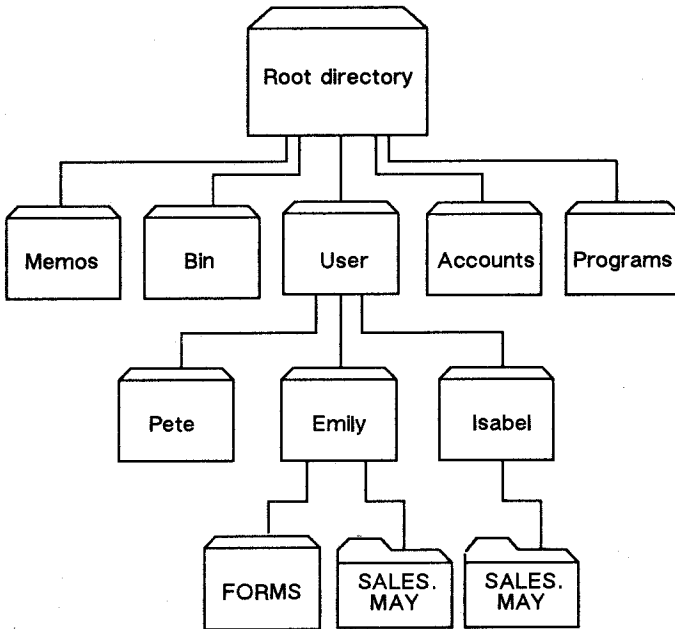 Root directory
Memos
Bin
User
Accounts
Programs
Pete
Emily
Isabel
FORMS
SALES.
MAY
SALES.
MAY